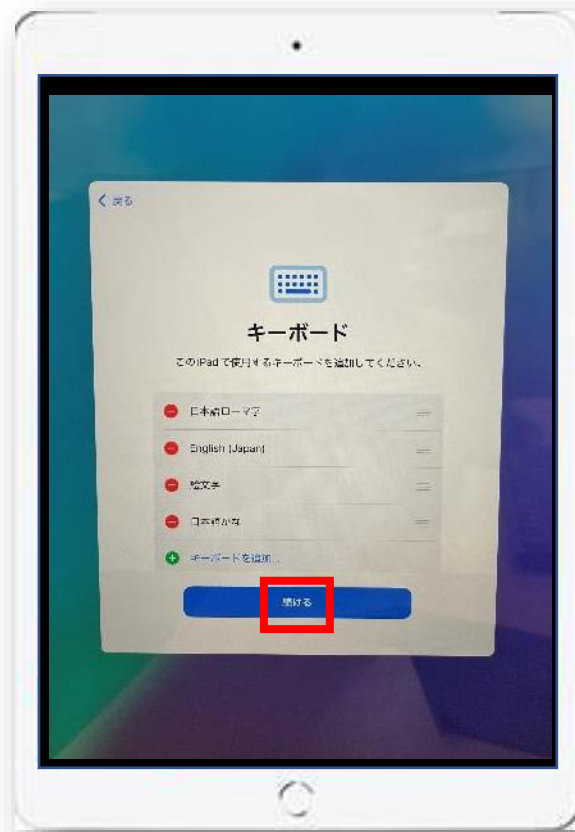 戻る
キーボード
このiPadで使用するキーボードを追加してください。
日本語ローマ字
English (Japan)
絵文字
日本語かな
キーボードを追加...
続ける